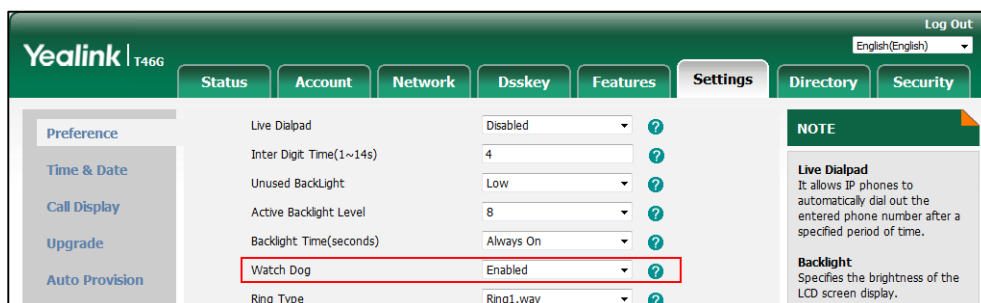 Log Out
Yealink T46G
English(English)
Status Account Network Dsskey Features Settings Directory Security
Preference
Time & Date
Call Display
Upgrade
Auto Provision
Live Dialpad Disabled
Inter Digit Time(1~14s) 4
Unused BackLight Low
Active Backlight Level 8
Backlight Time(seconds) Always On
Watch Dog Enabled
Ring Type Ring1.wav
NOTE
Live Dialpad
It allows IP phones to
automatically dial out the
entered phone number after a
specified period of time.
Backlight
Specifies the brightness of the
LCD screen display.